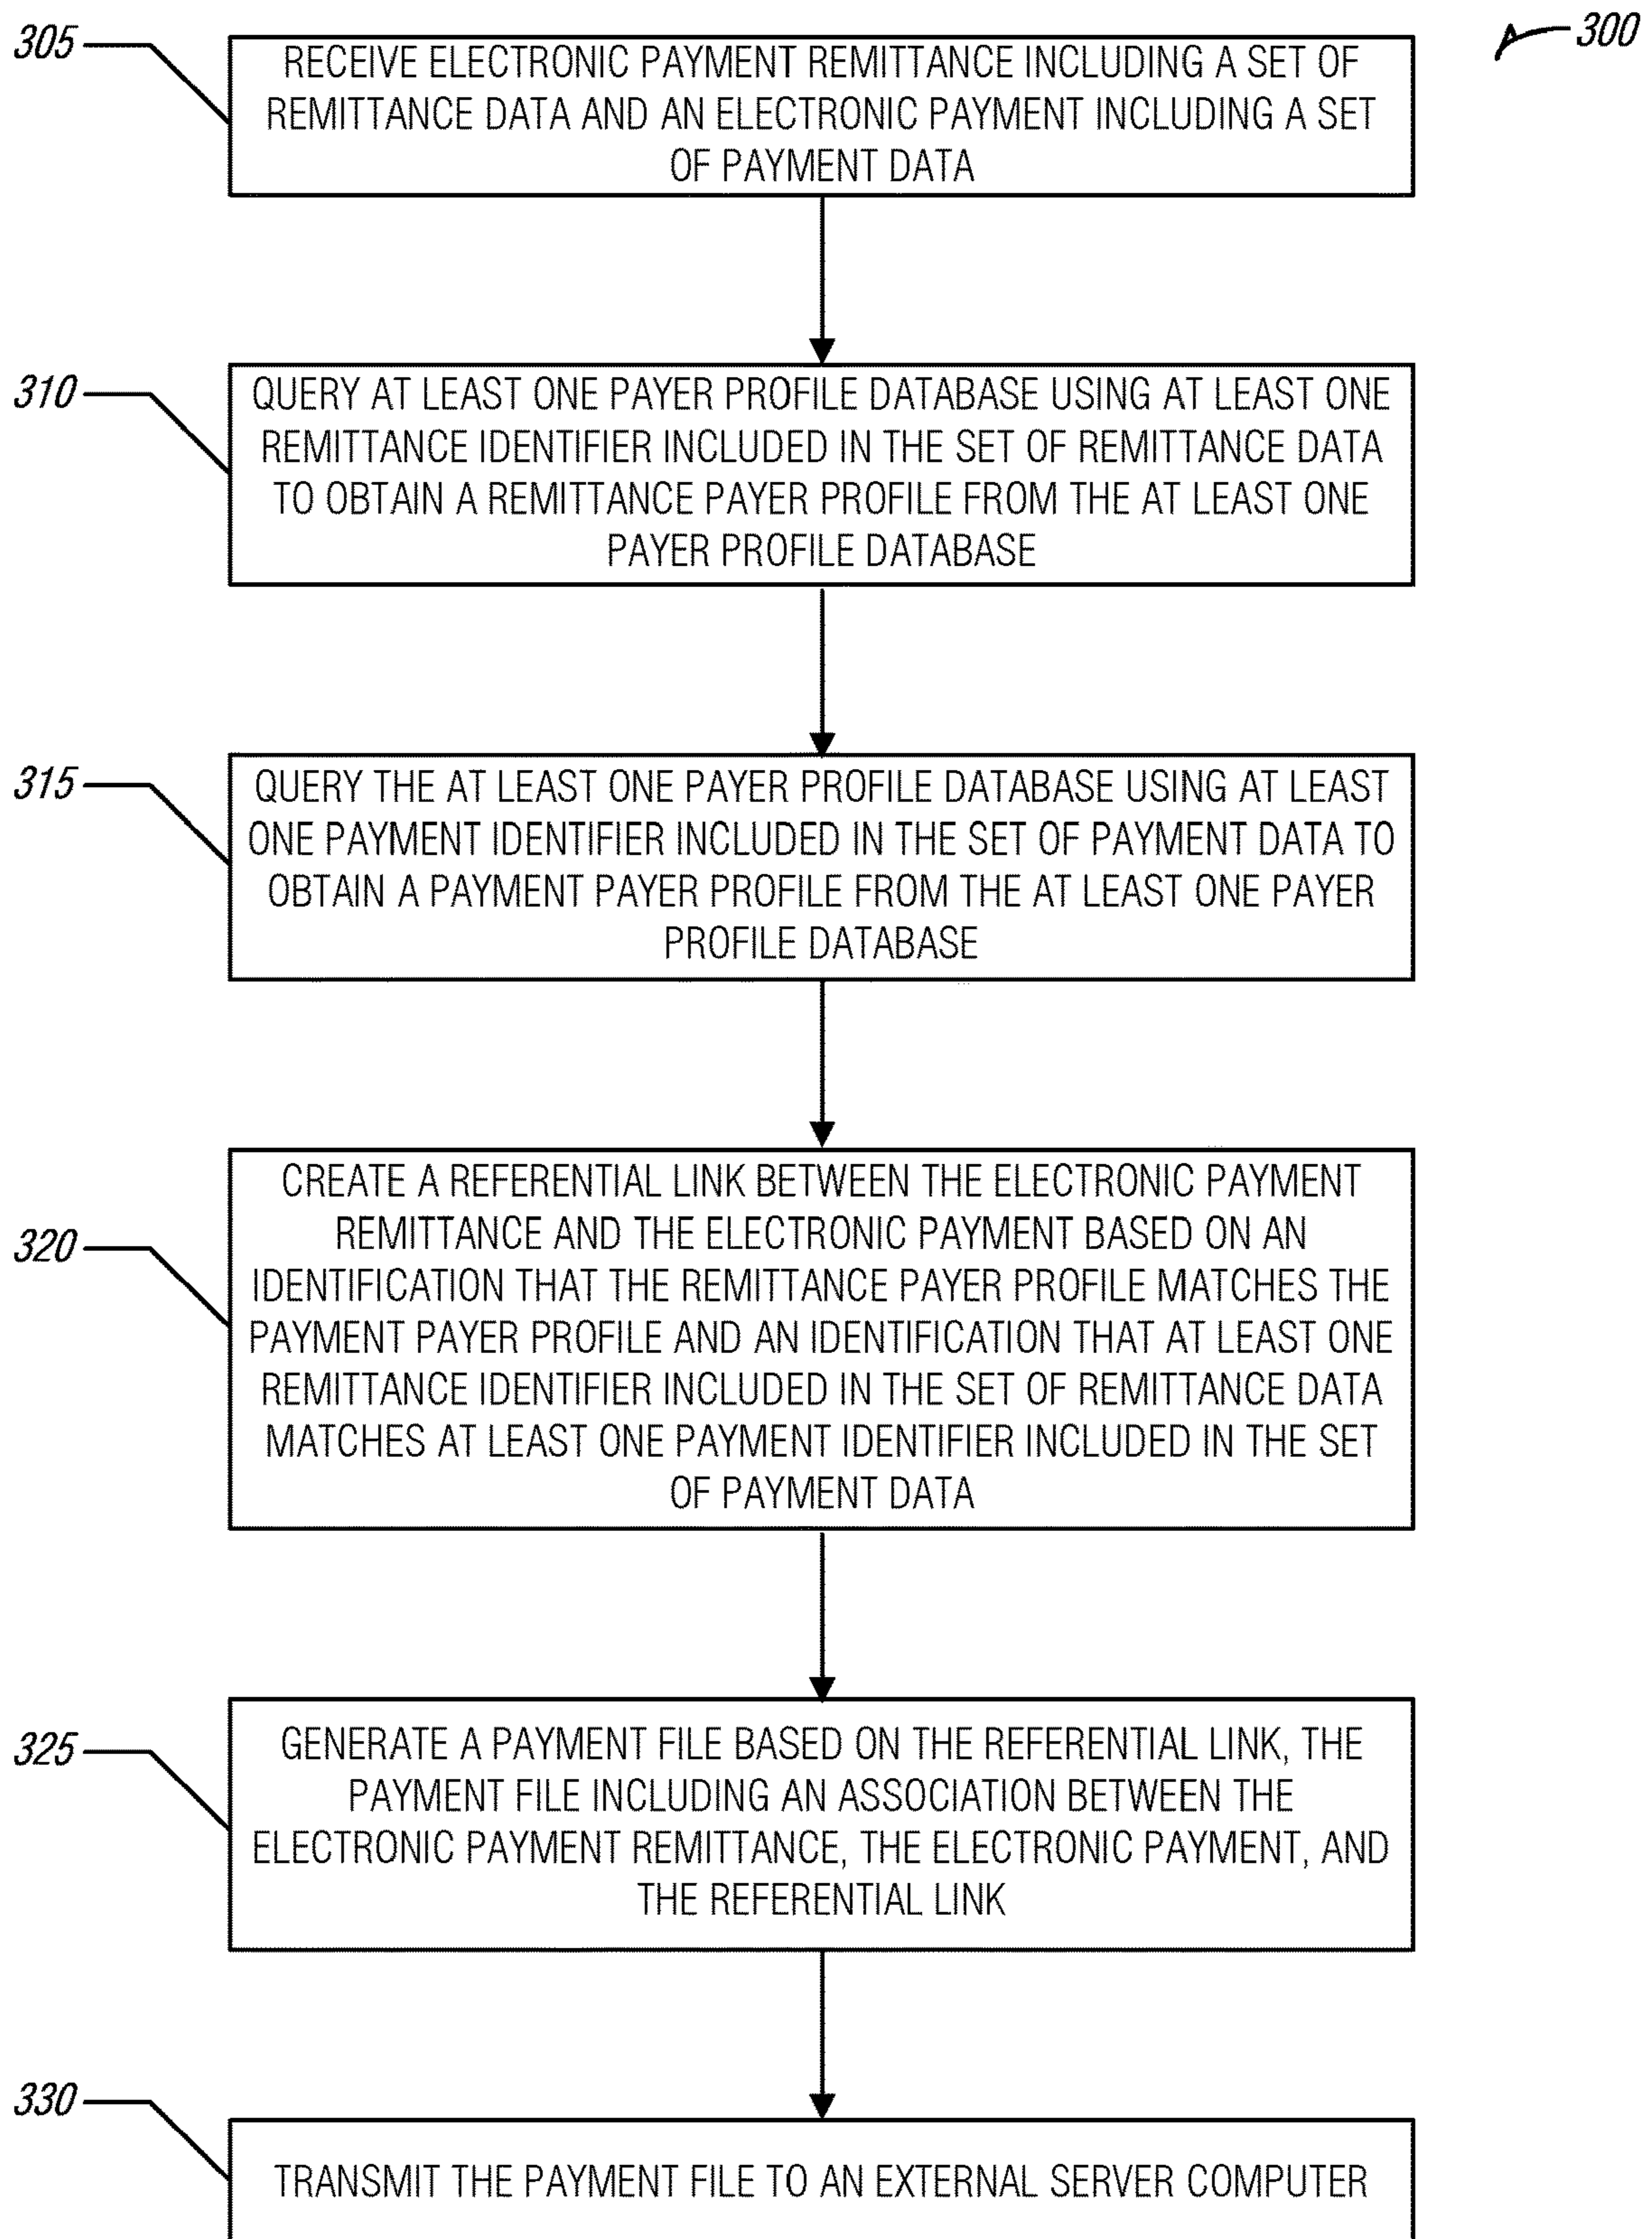 300
305
RECEIVE ELECTRONIC PAYMENT REMITTANCE INCLUDING A SET OF
REMITTANCE DATA AND AN ELECTRONIC PAYMENT INCLUDING A SET
OF PAYMENT DATA
310
QUERY AT LEAST ONE PAYER PROFILE DATABASE USING AT LEAST ONE
REMITTANCE IDENTIFIER INCLUDED IN THE SET OF REMITTANCE DATA
TO OBTAIN A REMITTANCE PAYER PROFILE FROM THE AT LEAST ONE
PAYER PROFILE DATABASE
315
QUERY THE AT LEAST ONE PAYER PROFILE DATABASE USING AT LEAST
ONE PAYMENT IDENTIFIER INCLUDED IN THE SET OF PAYMENT DATA TO
OBTAIN A PAYMENT PAYER PROFILE FROM THE AT LEAST ONE PAYER
PROFILE DATABASE
320
CREATE A REFERENTIAL LINK BETWEEN THE ELECTRONIC PAYMENT
REMITTANCE AND THE ELECTRONIC PAYMENT BASED ON AN
IDENTIFICATION THAT THE REMITTANCE PAYER PROFILE MATCHES THE
PAYMENT PAYER PROFILE AND AN IDENTIFICATION THAT AT LEAST ONE
REMITTANCE IDENTIFIER INCLUDED IN THE SET OF REMITTANCE DATA
MATCHES AT LEAST ONE PAYMENT IDENTIFIER INCLUDED IN THE SET
OF PAYMENT DATA
325
GENERATE A PAYMENT FILE BASED ON THE REFERENTIAL LINK, THE
PAYMENT FILE INCLUDING AN ASSOCIATION BETWEEN THE
ELECTRONIC PAYMENT REMITTANCE, THE ELECTRONIC PAYMENT, AND
THE REFERENTIAL LINK
330
TRANSMIT THE PAYMENT FILE TO AN EXTERNAL SERVER COMPUTER